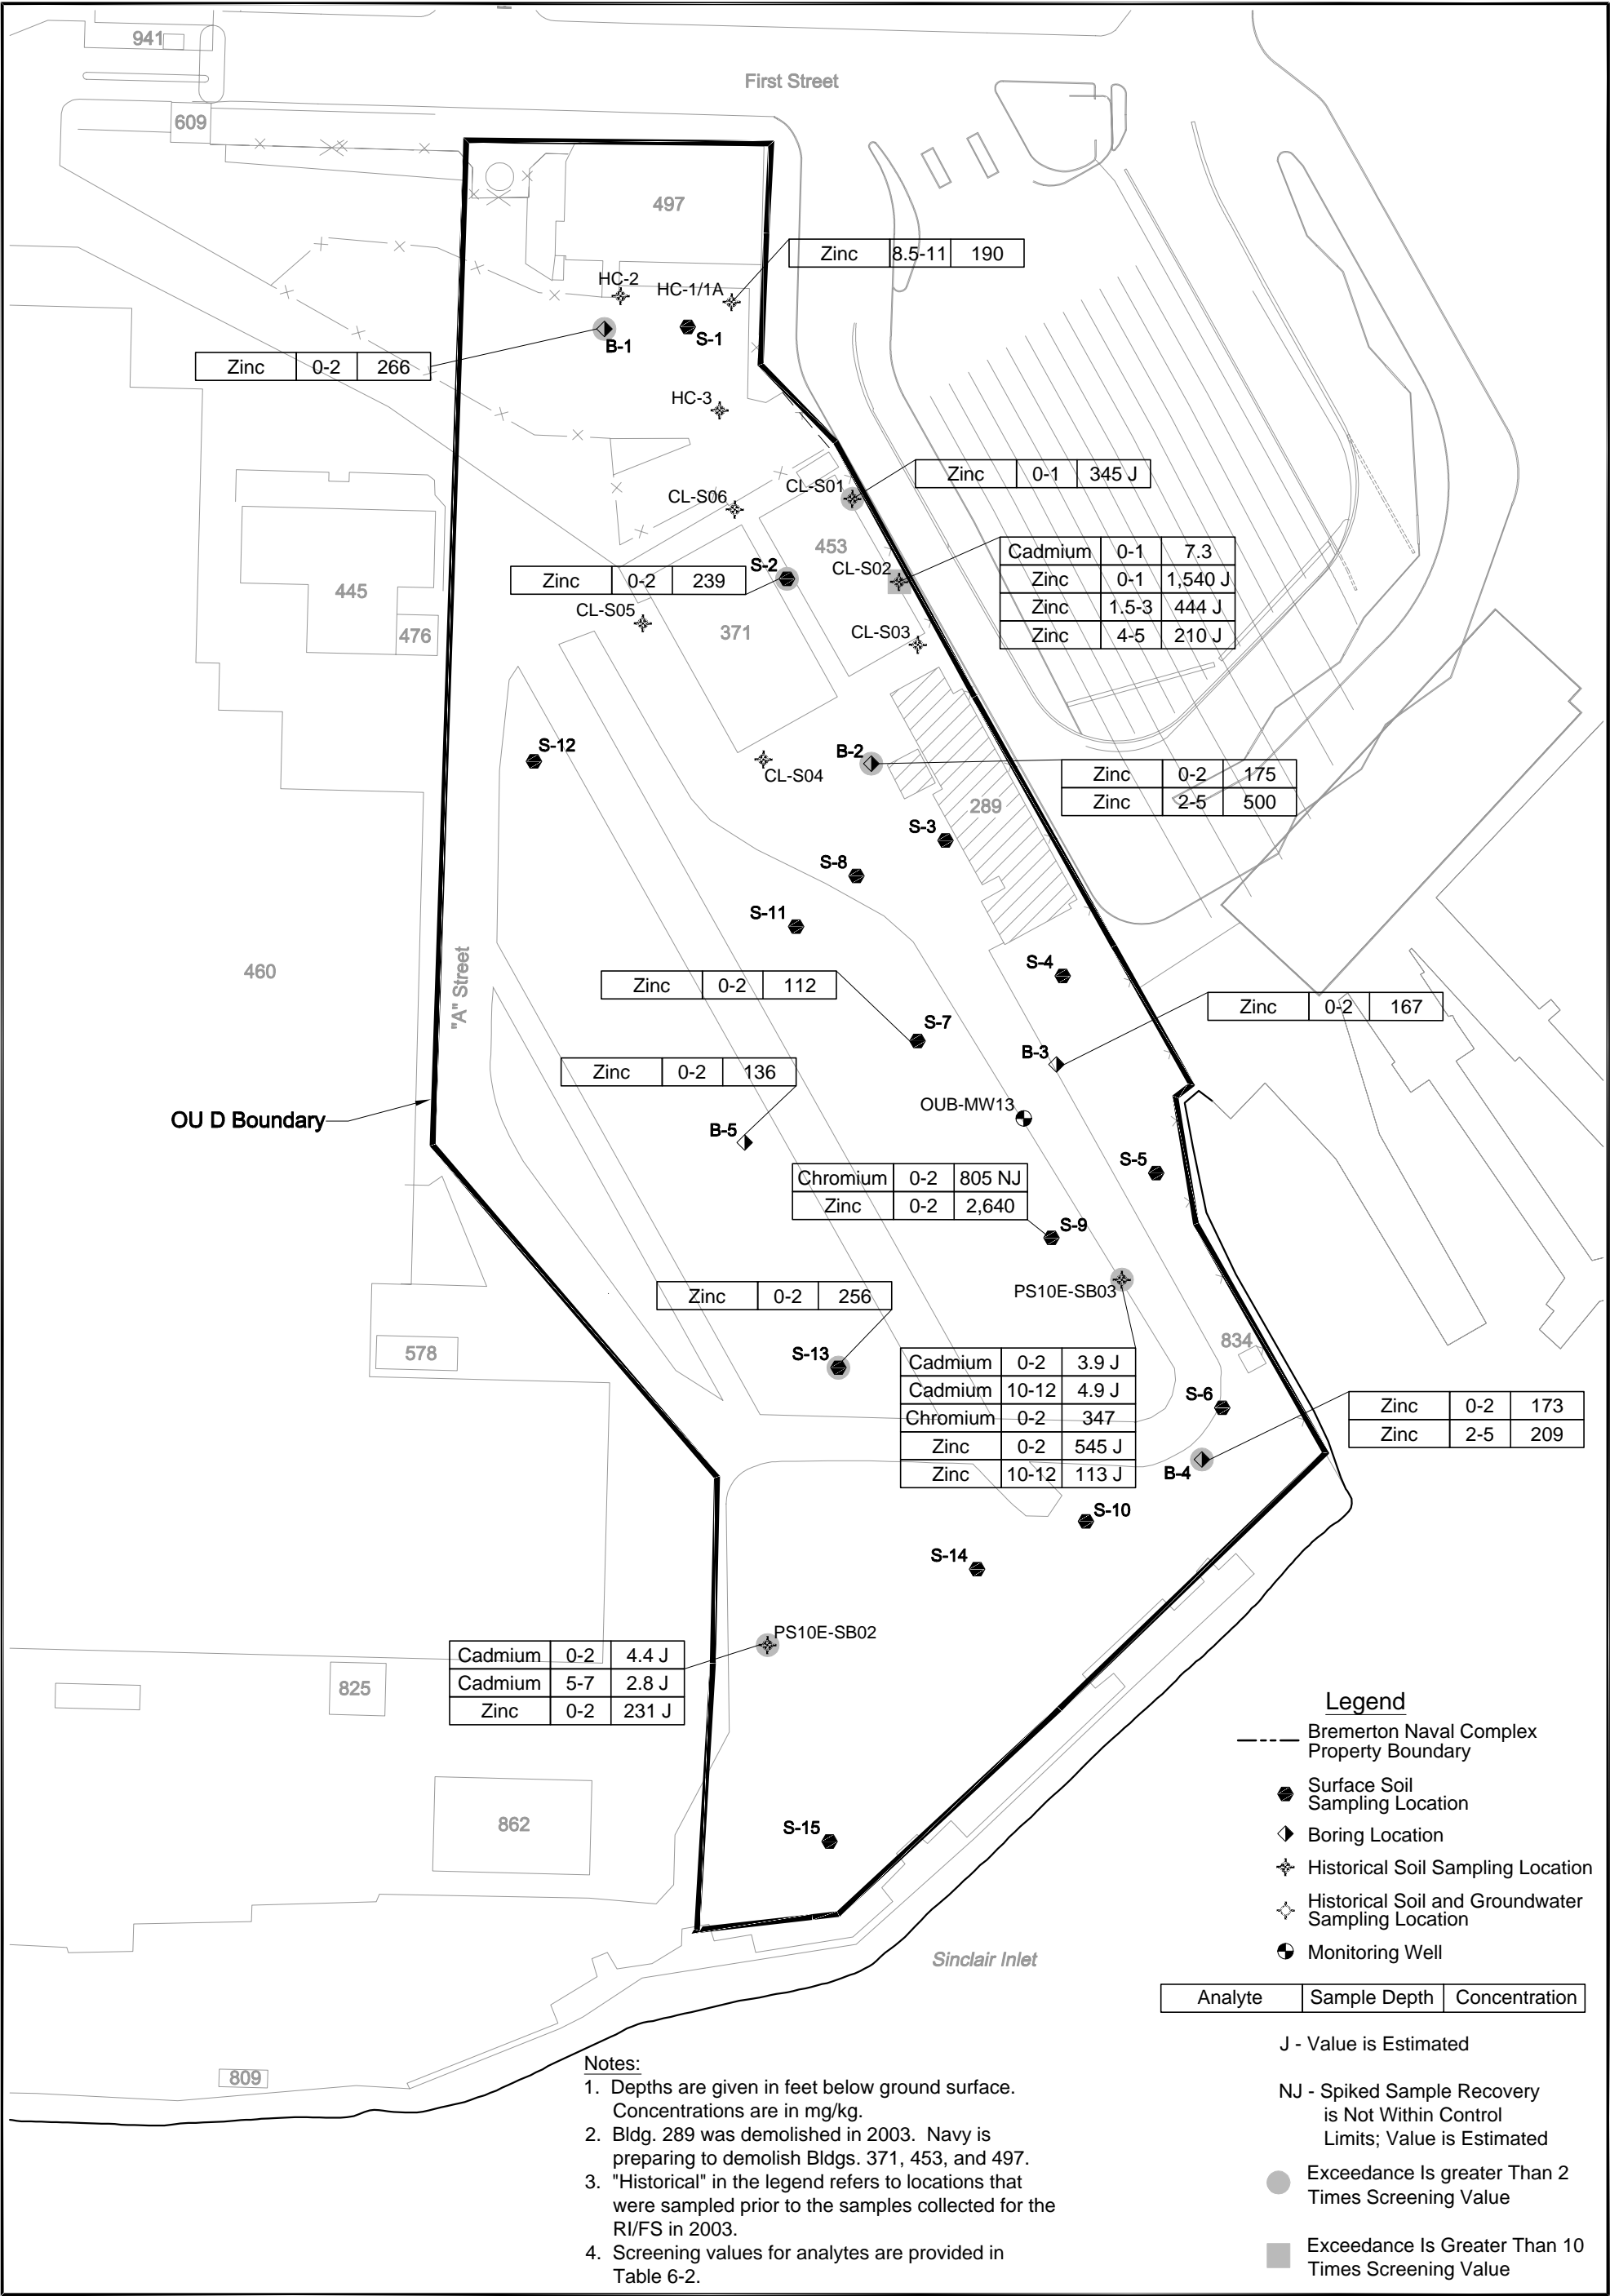 941
First Street
609
497
Zinc 8.5-11 190
HC-2
HC-1/1A
B-1
S-1
Zinc 0-2 266
HC-3
Zinc 0-1 345 J
CL-S01
CL-S06
453
Cadmium 0-1 7.3
Zinc 0-1 1,540 J
Zinc 1.5-3 444 J
Zinc 4-5 210 J
S-2
CL-S02
Zinc 0-2 239
445
CL-S05
476
371
CL-S03
S-12
B-2
CL-S04
Zinc 0-2 175
Zinc 2-5 500
289
S-3
S-8
S-11
460
"A" Street
S-4
Zinc 0-2 112
Zinc 0-2 167
S-7
B-3
Zinc 0-2 136
OUB-MW13
OU D Boundary
B-5
S-5
Chromium 0-2 805 NJ
Zinc 0-2 2,640
S-9
PS10E-SB03
Zinc 0-2 256
834
578
S-13
Cadmium 0-2 3.9 J
Cadmium 10-12 4.9 J
Chromium 0-2 347
Zinc 0-2 545 J
Zinc 10-12 113 J
S-6
Zinc 0-2 173
Zinc 2-5 209
B-4
S-10
S-14
PS10E-SB02
Cadmium 0-2 4.4 J
Cadmium 5-7 2.8 J
Zinc 0-2 231 J
825
862
S-15
Sinclair Inlet
809
Legend
Bremerton Naval Complex
Property Boundary
Surface Soil
Sampling Location
Boring Location
Historical Soil Sampling Location
Historical Soil and Groundwater
Sampling Location
Monitoring Well
Analyte Sample Depth Concentration
J - Value is Estimated
NJ - Spiked Sample Recovery
is Not Within Control
Limits; Value is Estimated
Exceedance Is greater Than 2
Times Screening Value
Exceedance Is Greater Than 10
Times Screening Value
Notes:
1. Depths are given in feet below ground surface.
Concentrations are in mg/kg.
2. Bldg. 289 was demolished in 2003. Navy is
preparing to demolish Bldgs. 371, 453, and 497.
3. "Historical" in the legend refers to locations that
were sampled prior to the samples collected for the
RI/FS in 2003.
4. Screening values for analytes are provided in
Table 6-2.